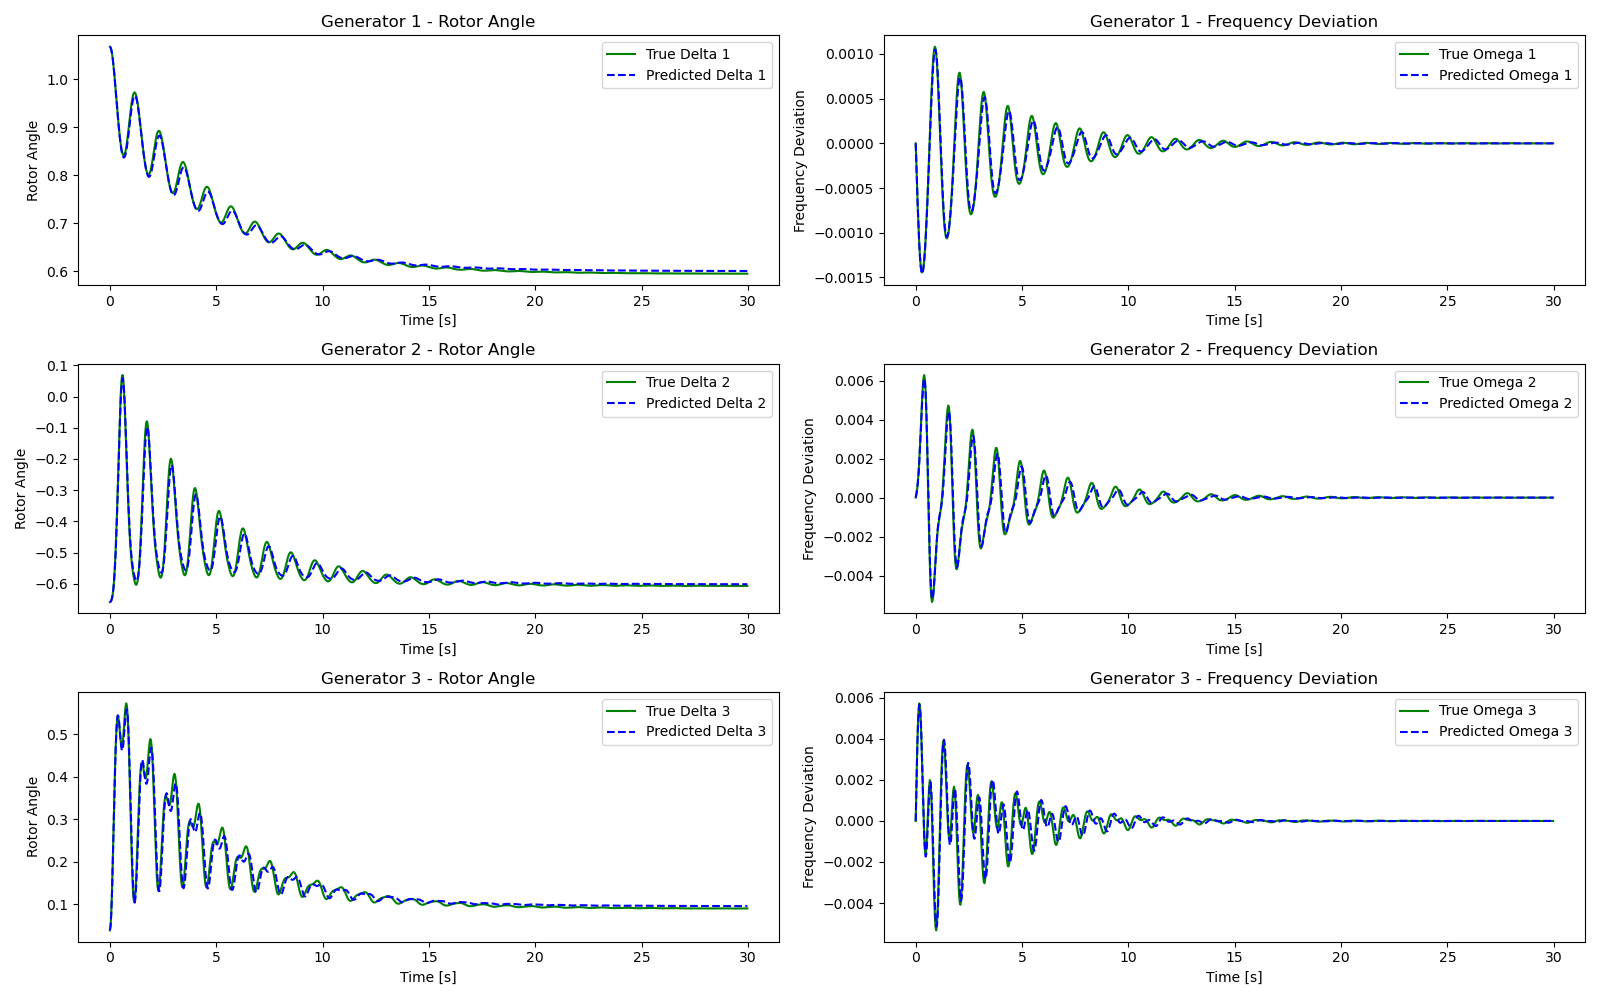 Generator 1 - Rotor Angle
True Delta 1
Predicted Delta 1
1.0
0.9
0.8
0.7
0.6
Rotor Angle
0 5 10 15 20 25 30
Time [s]
Generator 1 - Frequency Deviation
True Omega 1
Predicted Omega 1
0.0010
0.0005
0.0000
−0.0005
−0.0010
−0.0015
Frequency Deviation
0 5 10 15 20 25 30
Time [s]
Generator 2 - Rotor Angle
True Delta 2
Predicted Delta 2
0.1
0.0
−0.1
−0.2
−0.3
−0.4
−0.5
−0.6
Rotor Angle
0 5 10 15 20 25 30
Time [s]
Generator 2 - Frequency Deviation
True Omega 2
Predicted Omega 2
0.006
0.004
0.002
0.000
−0.002
−0.004
Frequency Deviation
0 5 10 15 20 25 30
Time [s]
Generator 3 - Rotor Angle
True Delta 3
Predicted Delta 3
0.5
0.4
0.3
0.2
0.1
Rotor Angle
0 5 10 15 20 25 30
Time [s]
Generator 3 - Frequency Deviation
True Omega 3
Predicted Omega 3
0.006
0.004
0.002
0.000
−0.002
−0.004
Frequency Deviation
0 5 10 15 20 25 30
Time [s]